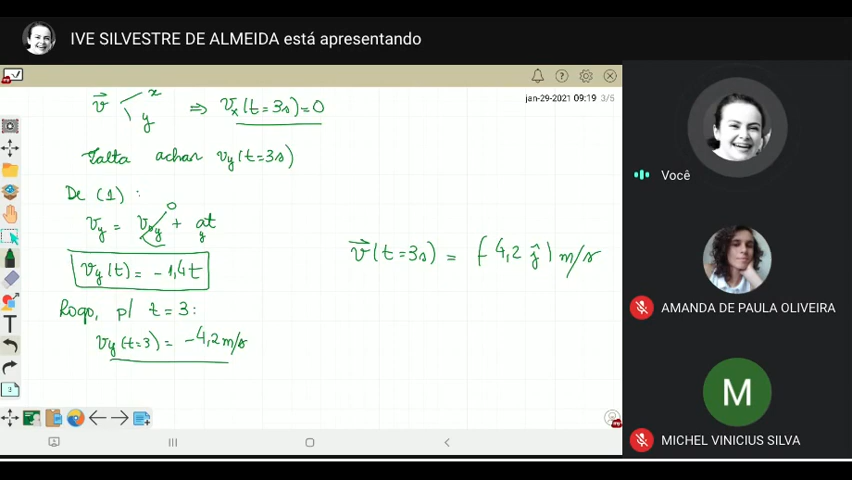 IVE SILVESTRE DE ALMEIDA está apresentando
jan-29-2021 09:19 3/5
v⃗ x
y
⇒ vₓ(t=3s)=0
Falta achar vy(t=3s)
De (1) :
vy = v₀y + ayt
0
vy(t) = -1,4t
Logo, p/ t = 3:
vy(t=3) = -4,2 m/s
v⃗(t=3s) = (-4,2 ĵ) m/s
Você
AMANDA DE PAULA OLIVEIRA
M
MICHEL VINICIUS SILVA
T
3